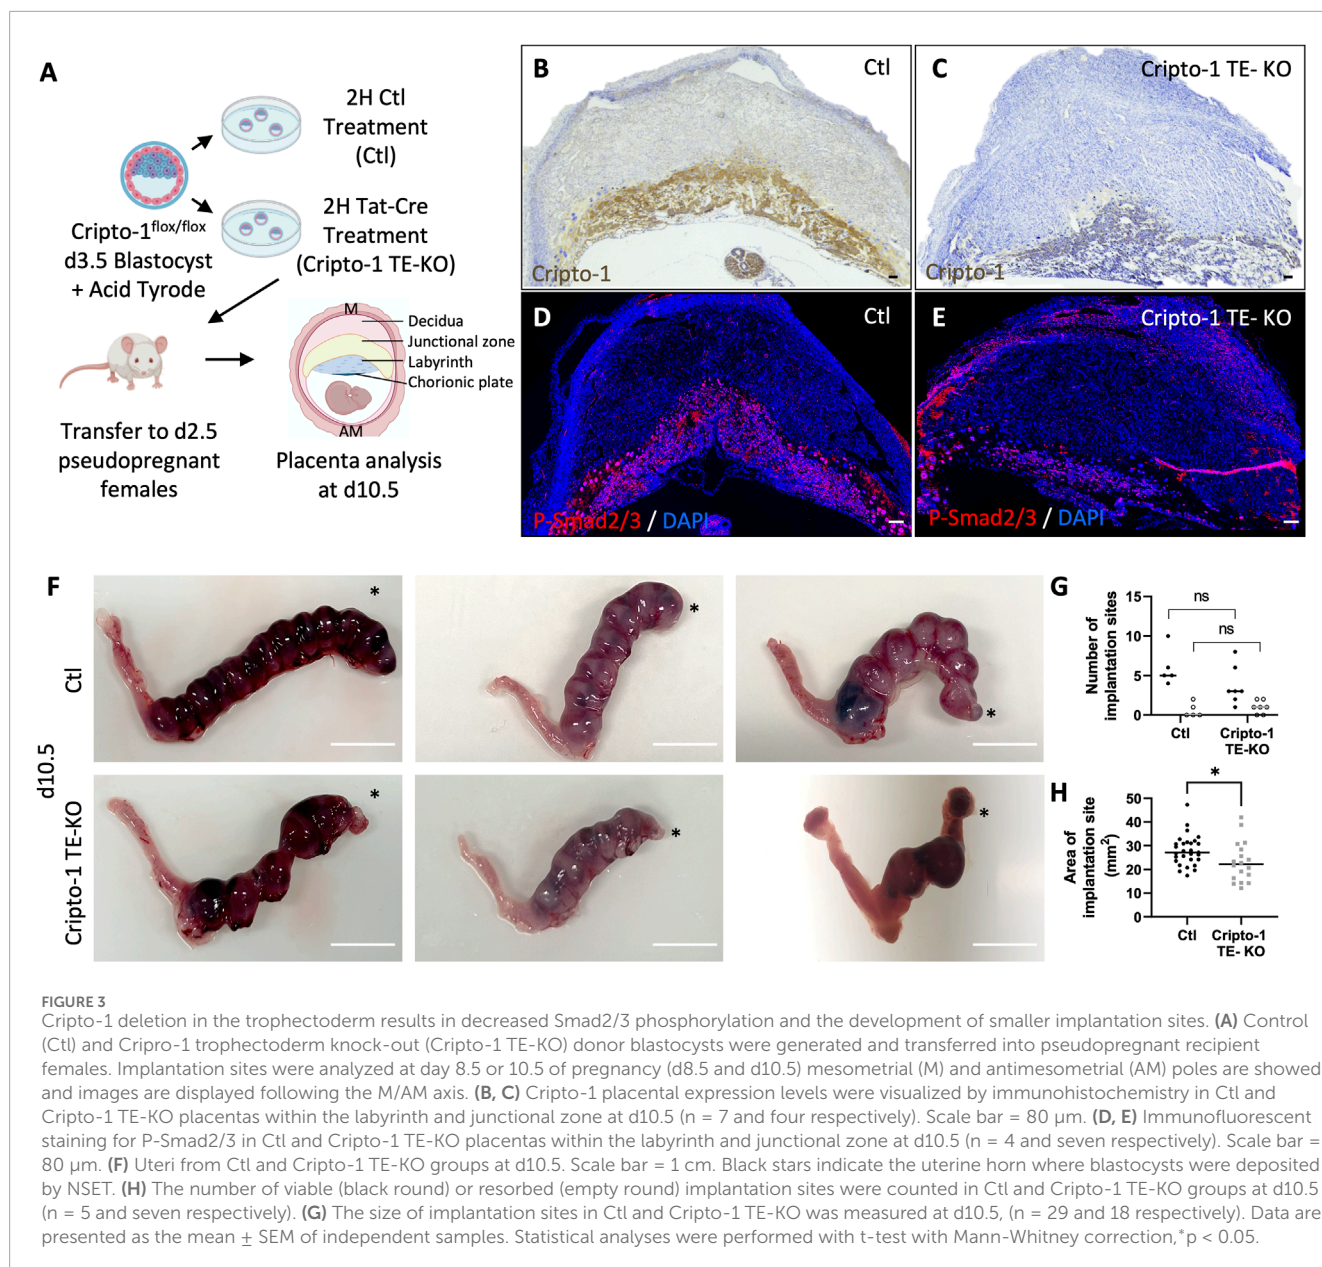 A
2H Ctl
Treatment
(Ctl)
Cripto-1flox/flox
d3.5 Blastocyst
+ Acid Tyrode
2H Tat-Cre
Treatment
(Cripto-1 TE-KO)
Transfer to d2.5
pseudopregnant
females
M
Decidua
Junctional zone
Labyrinth
Chorionic plate
AM
Placenta analysis
at d10.5
B
Ctl
Cripto-1
C
Cripto-1 TE- KO
Cripto-1
D
Ctl
P-Smad2/3 / DAPI
E
Cripto-1 TE- KO
P-Smad2/3 / DAPI
F
d10.5
Ctl
*
*
*
Cripto-1 TE-KO
*
*
*
G
Number of
implantation sites
15
10
5
0
ns
ns
Ctl
Cripto-1
TE-KO
H
Area of
implantation site
(mm2)
50
40
30
20
10
0
*
Ctl
Cripto-1
TE- KO
FIGURE 3
Cripto-1 deletion in the trophectoderm results in decreased Smad2/3 phosphorylation and the development of smaller implantation sites. (A) Control
(Ctl) and Cripro-1 trophectoderm knock-out (Cripto-1 TE-KO) donor blastocysts were generated and transferred into pseudopregnant recipient
females. Implantation sites were analyzed at day 8.5 or 10.5 of pregnancy (d8.5 and d10.5) mesometrial (M) and antimesometrial (AM) poles are showed
and images are displayed following the M/AM axis. (B, C) Cripto-1 placental expression levels were visualized by immunohistochemistry in Ctl and
Cripto-1 TE-KO placentas within the labyrinth and junctional zone at d10.5 (n = 7 and four respectively). Scale bar = 80 µm. (D, E) Immunofluorescent
staining for P-Smad2/3 in Ctl and Cripto-1 TE-KO placentas within the labyrinth and junctional zone at d10.5 (n = 4 and seven respectively). Scale bar =
80 µm. (F) Uteri from Ctl and Cripto-1 TE-KO groups at d10.5. Scale bar = 1 cm. Black stars indicate the uterine horn where blastocysts were deposited
by NSET. (H) The number of viable (black round) or resorbed (empty round) implantation sites were counted in Ctl and Cripto-1 TE-KO groups at d10.5
(n = 5 and seven respectively). (G) The size of implantation sites in Ctl and Cripto-1 TE-KO was measured at d10.5, (n = 29 and 18 respectively). Data are
presented as the mean ± SEM of independent samples. Statistical analyses were performed with t-test with Mann-Whitney correction,*p < 0.05.